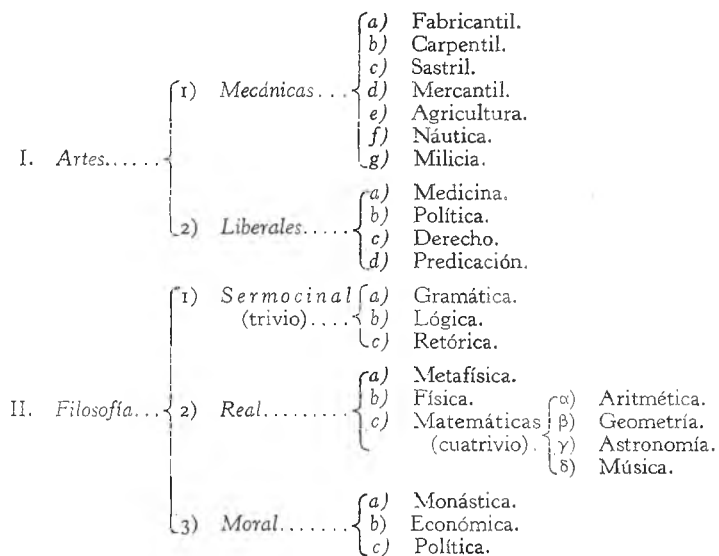 a) Fabricantil.
b) Carpentil.
c) Sastril.
1) Mecánicas... d) Mercantil.
e) Agricultura.
f) Náutica.
I. Artes...... g) Milicia.
a) Medicina.
b) Política.
2) Liberales..... c) Derecho.
d) Predicación.
1) Sermocinal a) Gramática.
(trivio).... b) Lógica.
c) Retórica.
a) Metafísica.
b) Física. α) Aritmética.
II. Filosofía... 2) Real....... c) Matemáticas β) Geometría.
(cuatrivio). γ) Astronomía.
δ) Música.
a) Monástica.
3) Moral....... b) Económica.
c) Política.